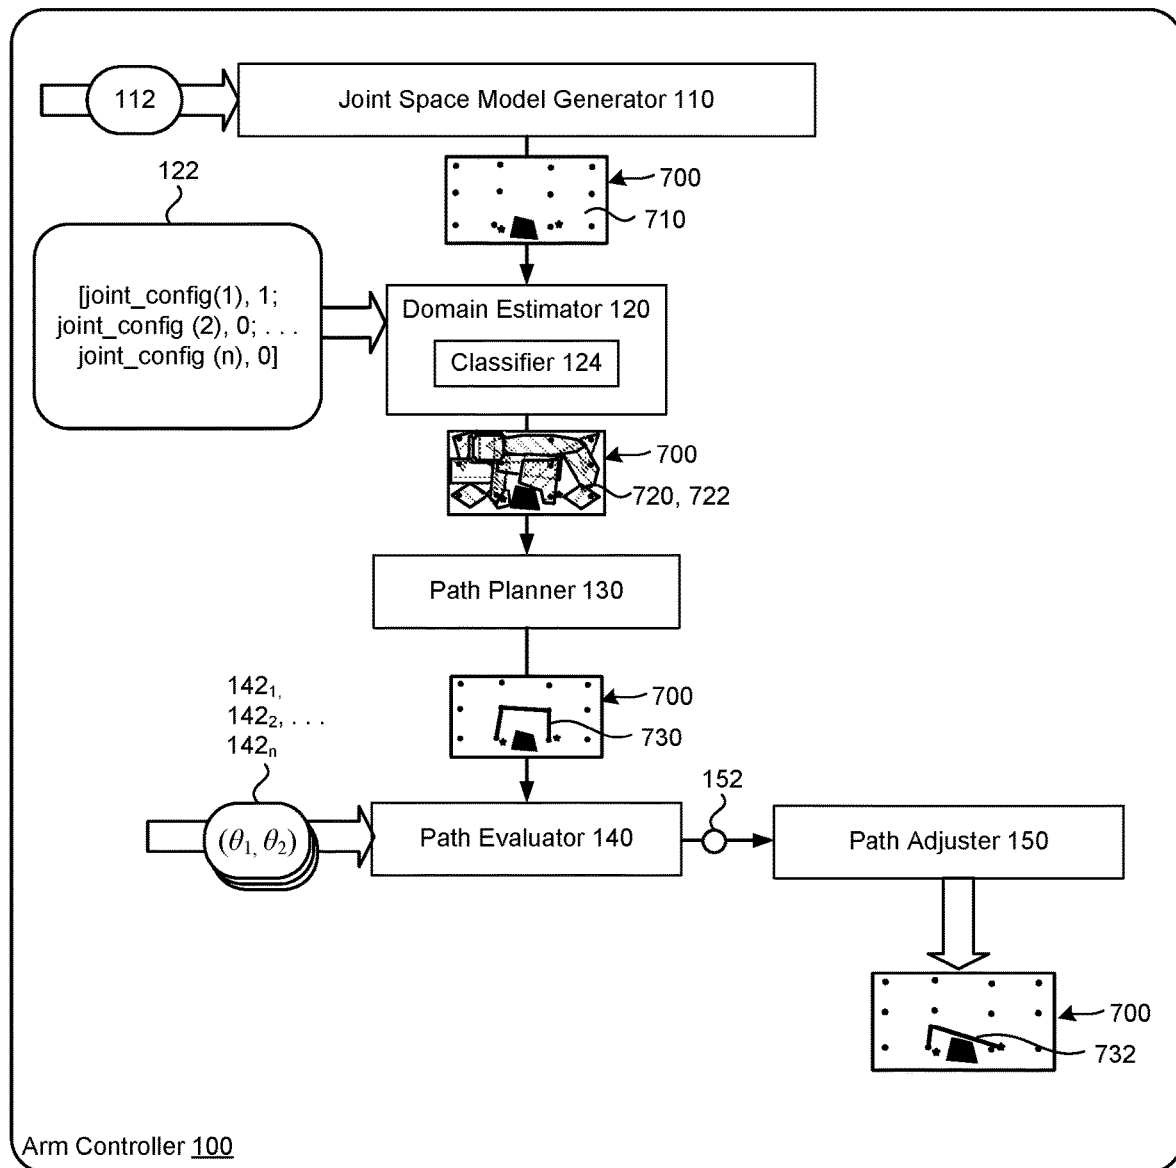 112
Joint Space Model Generator 110
700
710
122
[joint_config(1), 1;
joint_config (2), 0; . . .
joint_config (n), 0]
Domain Estimator 120
Classifier 124
700
720, 722
Path Planner 130
700
730
142₁,
142₂, . . .
142ₙ
(θ₁, θ₂)
Path Evaluator 140
152
Path Adjuster 150
700
732
Arm Controller 100